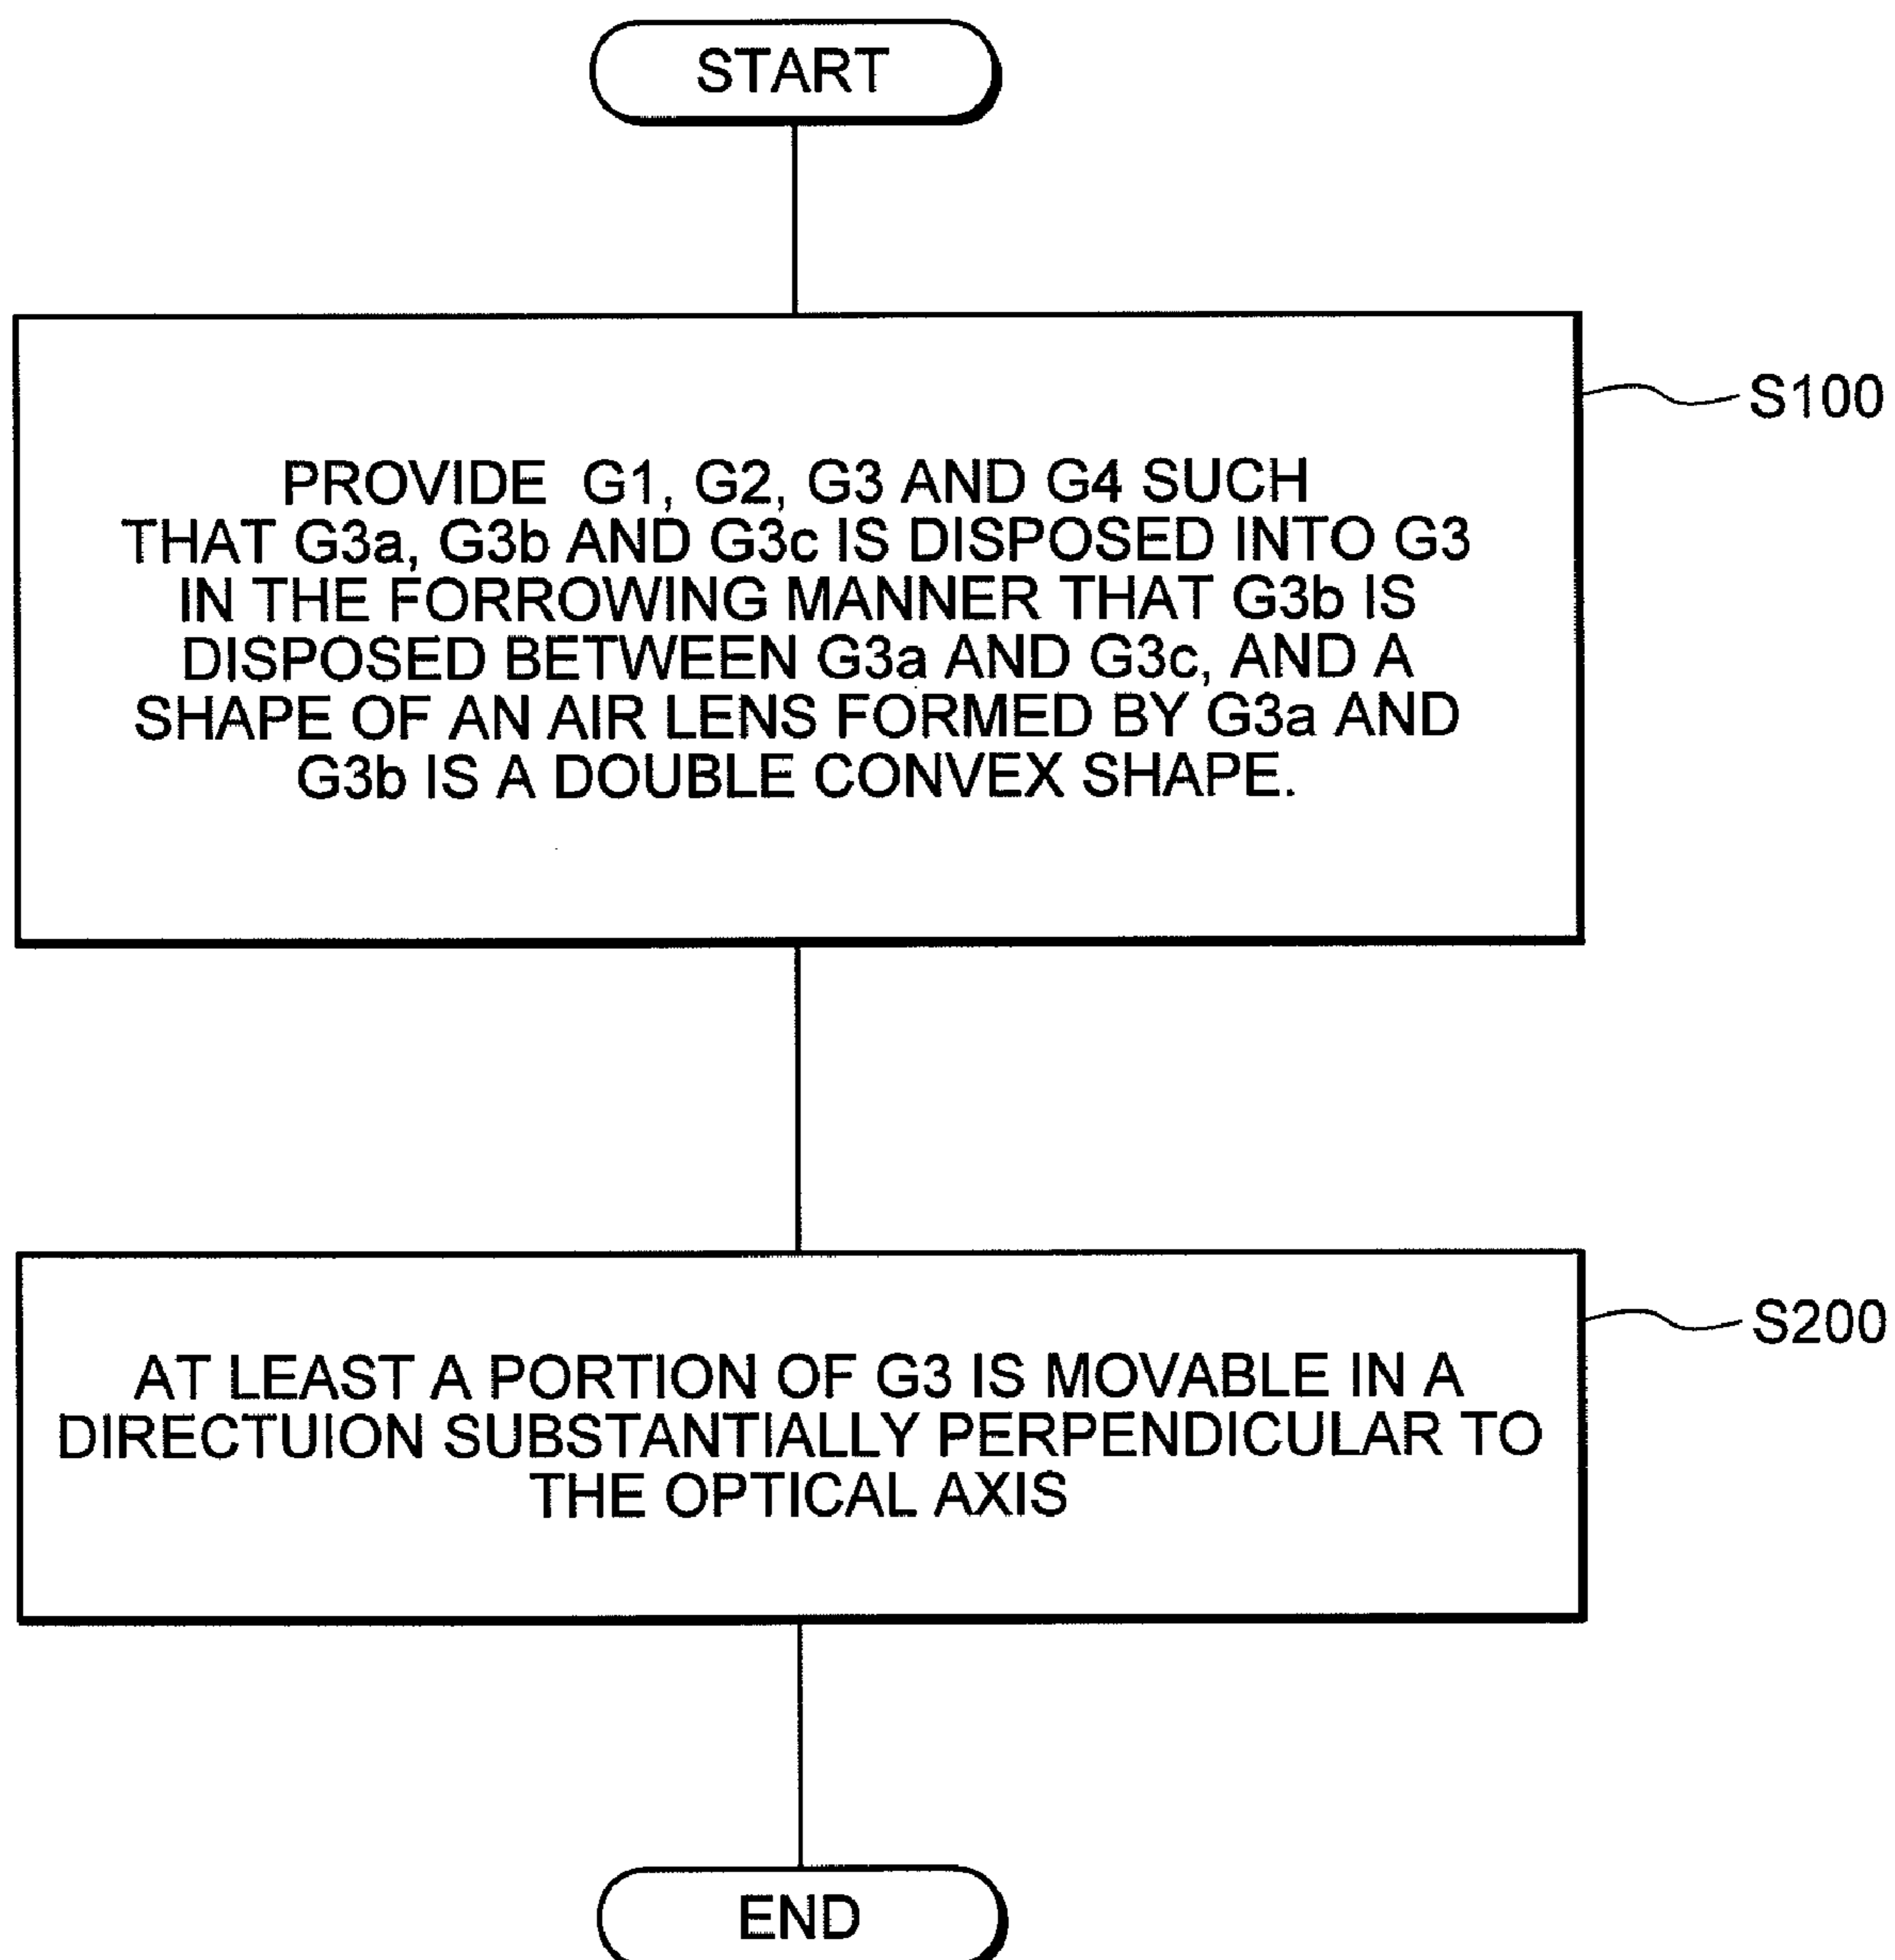 START
S100
PROVIDE G1, G2, G3 AND G4 SUCH
THAT G3a, G3b AND G3c IS DISPOSED INTO G3
IN THE FORROWING MANNER THAT G3b IS
DISPOSED BETWEEN G3a AND G3c, AND A
SHAPE OF AN AIR LENS FORMED BY G3a AND
G3b IS A DOUBLE CONVEX SHAPE.
S200
AT LEAST A PORTION OF G3 IS MOVABLE IN A
DIRECTUION SUBSTANTIALLY PERPENDICULAR TO
THE OPTICAL AXIS
END